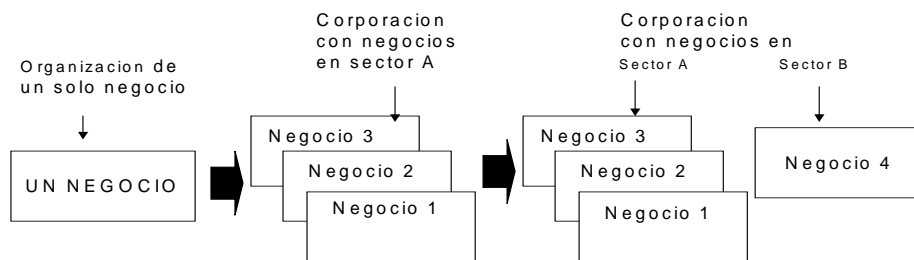 Organizacion de
un solo negocio
UN NEGOCIO
Corporacion
con negocios
en sector A
Negocio 3
Negocio 2
Negocio 1
Corporacion
con negocios en
Sector A
Sector B
Negocio 3
Negocio 2
Negocio 1
Negocio 4